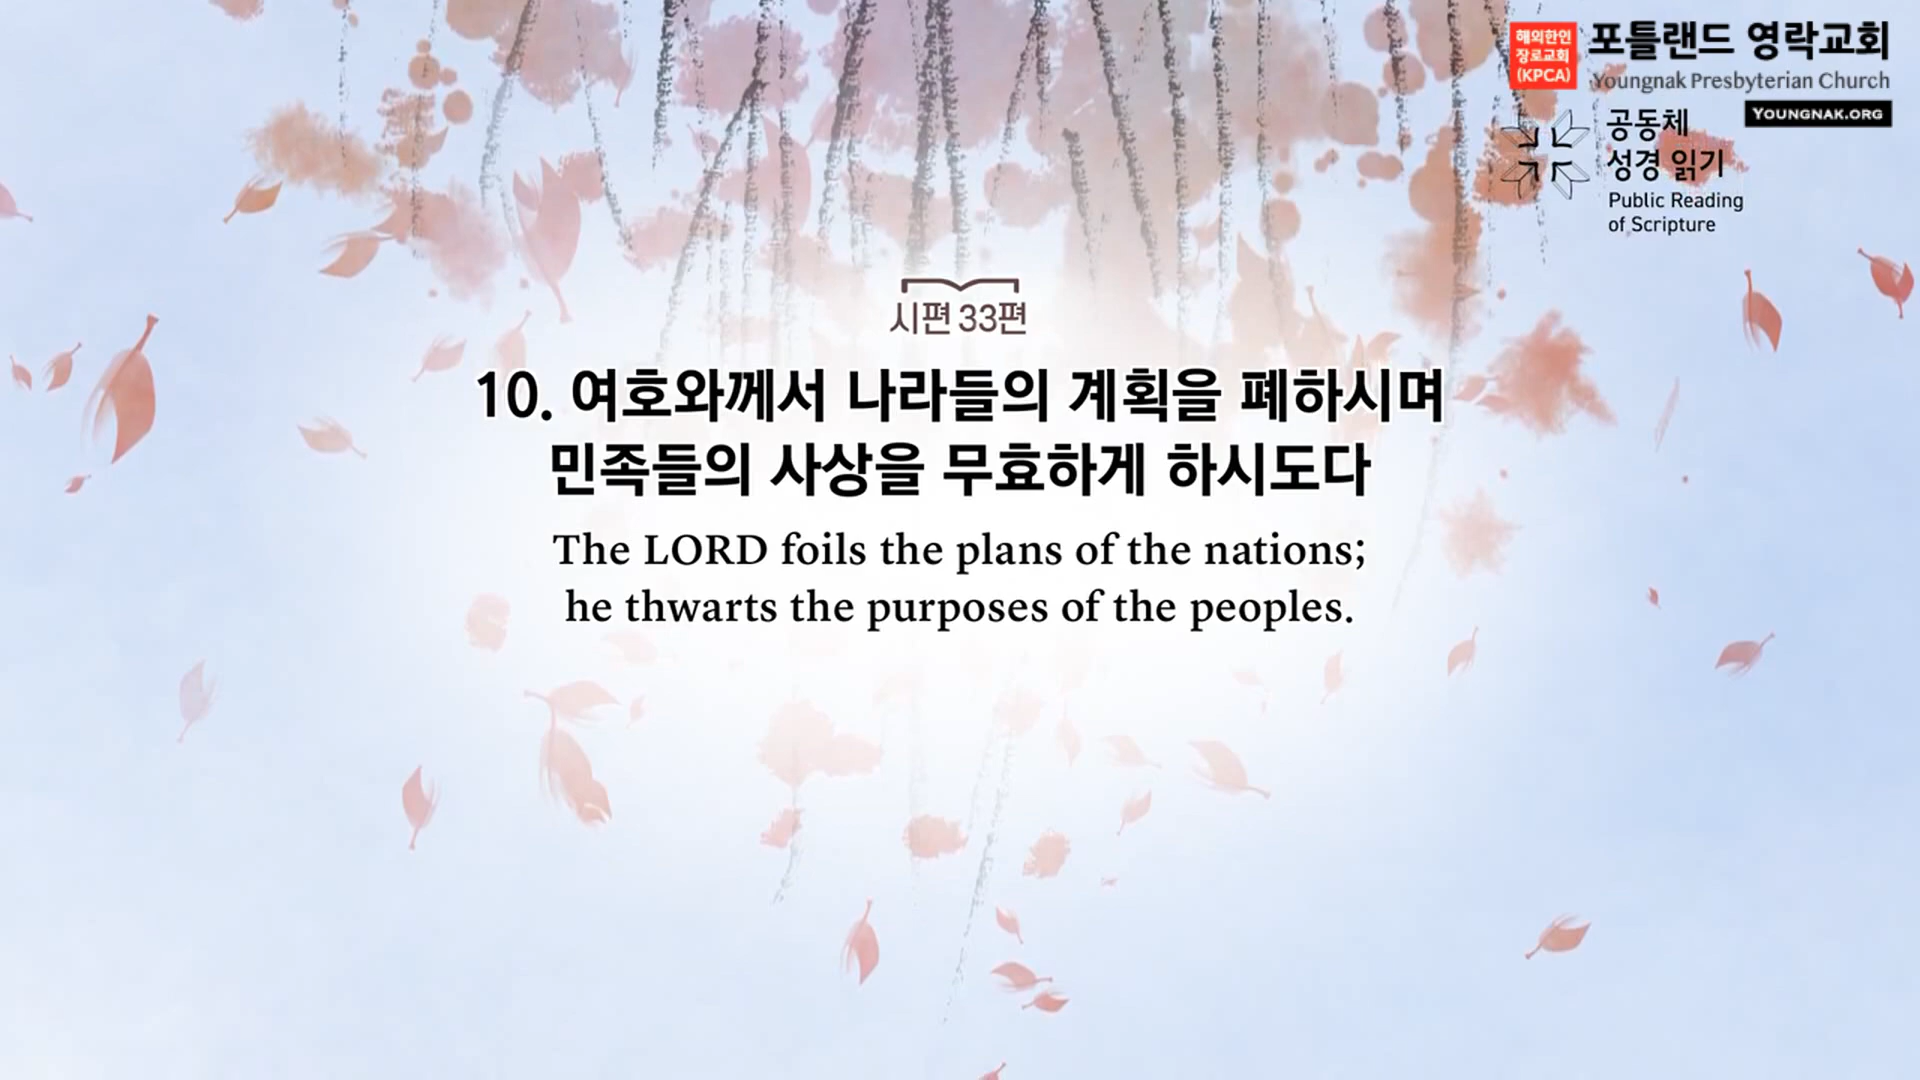 해외한인
장로교회
(KPCA)
포틀랜드 영락교회
Youngnak Presbyterian Church
YOUNGNAK.ORG
공동체
성경 읽기
Public Reading
of Scripture
시편 33편
10. 여호와께서 나라들의 계획을 폐하시며
민족들의 사상을 무효하게 하시도다
The LORD foils the plans of the nations;
he thwarts the purposes of the peoples.